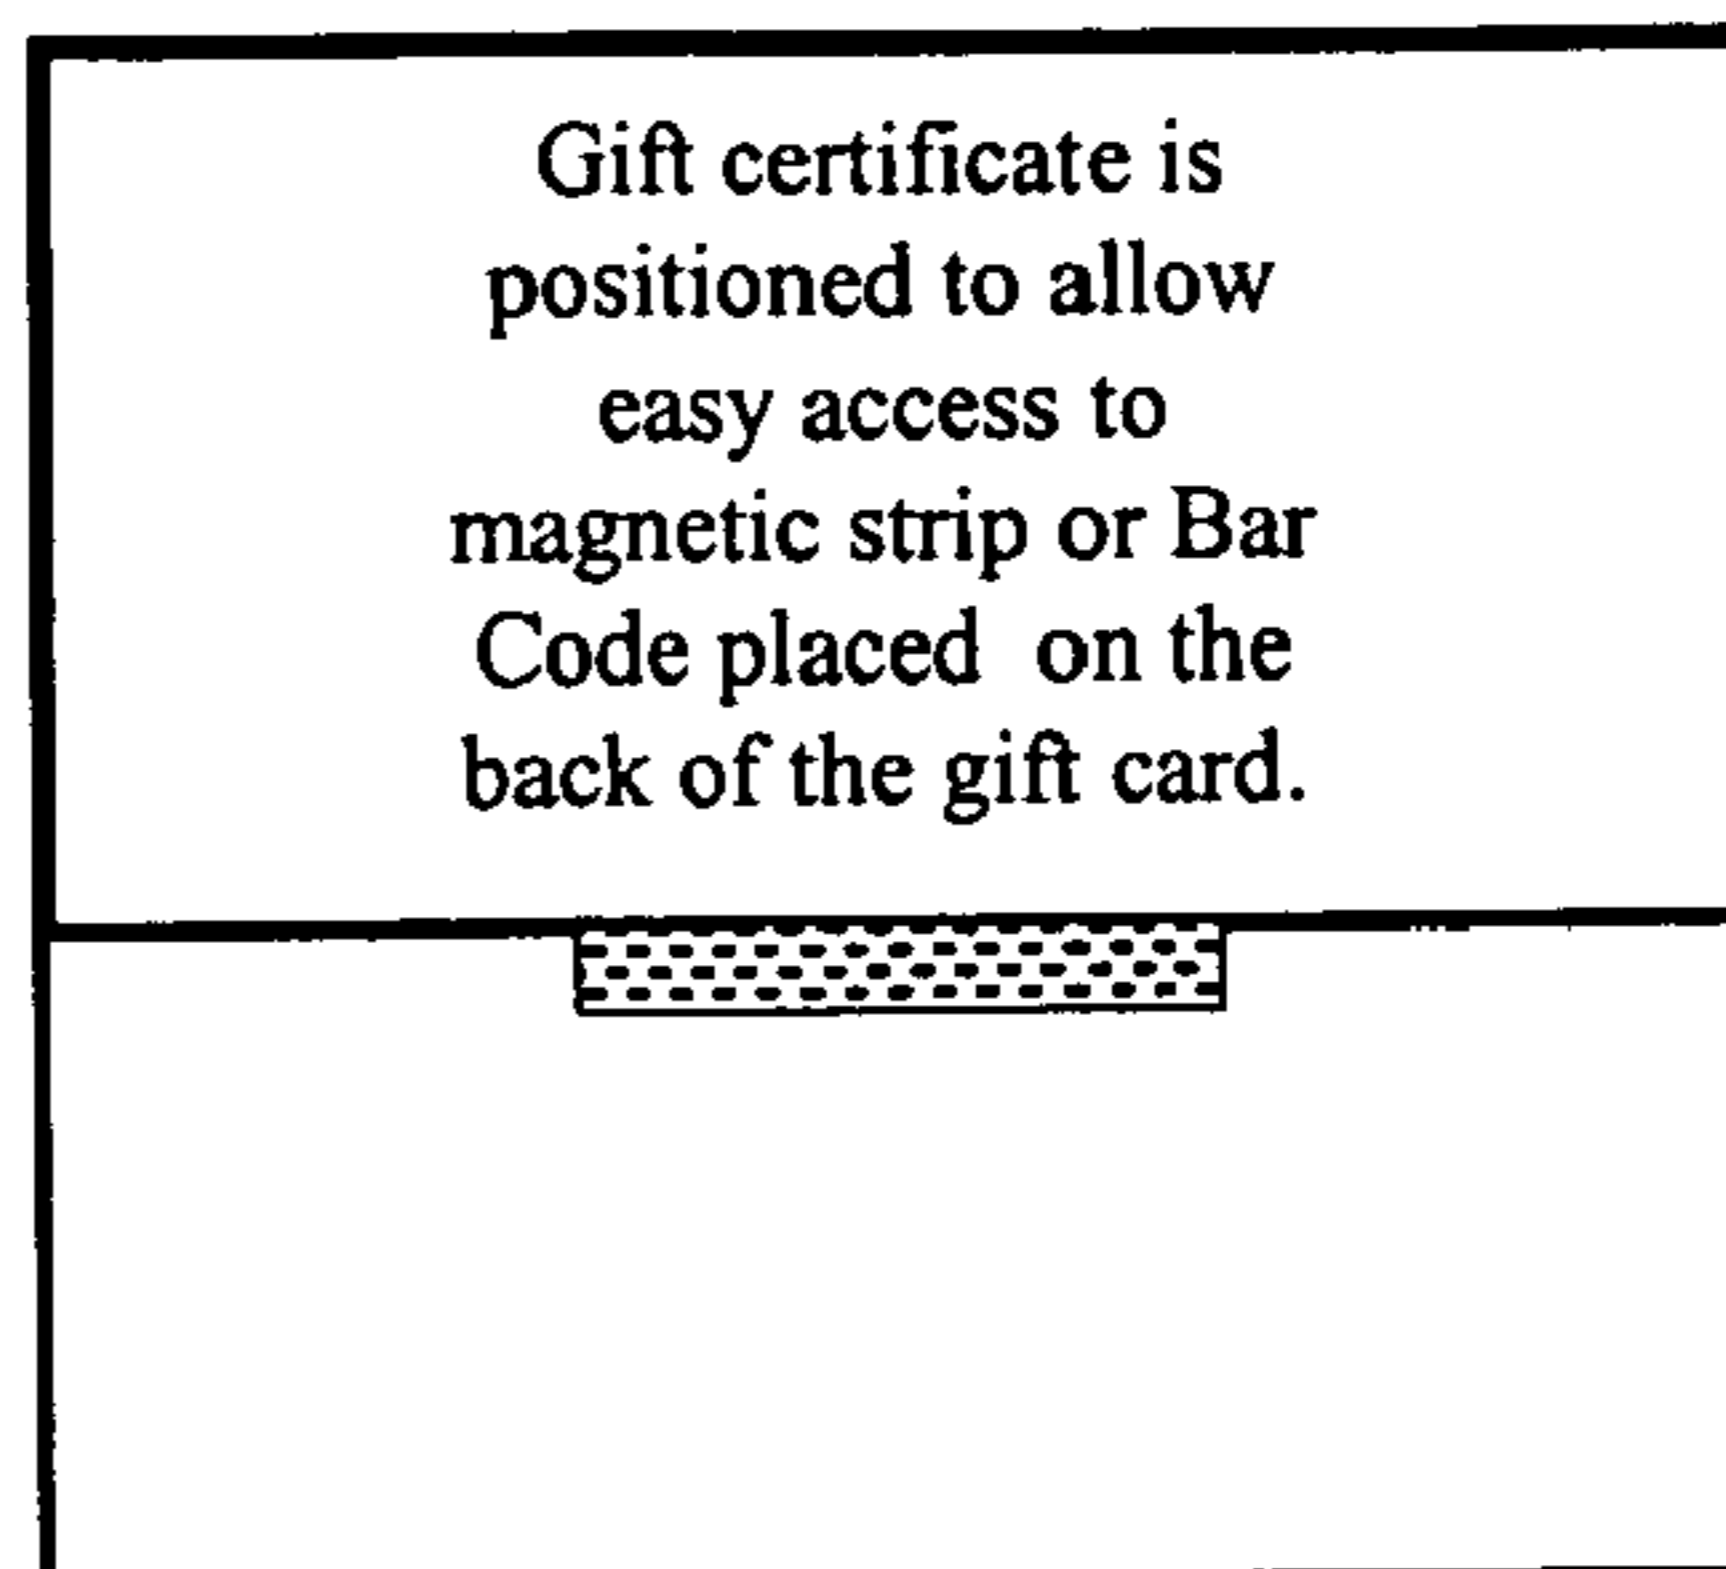 Gift certificate is
positioned to allow
easy access to
magnetic strip or Bar
Code placed  on the
back of the gift card.